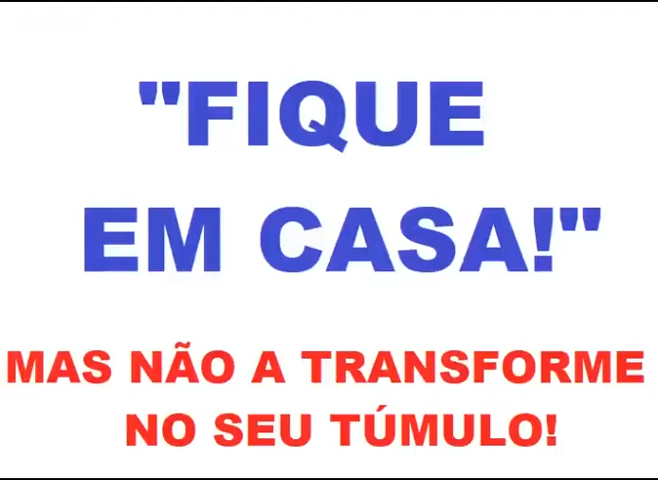 "FIQUE
EM CASA!"
MAS NÃO A TRANSFORME
NO SEU TÚMULO!